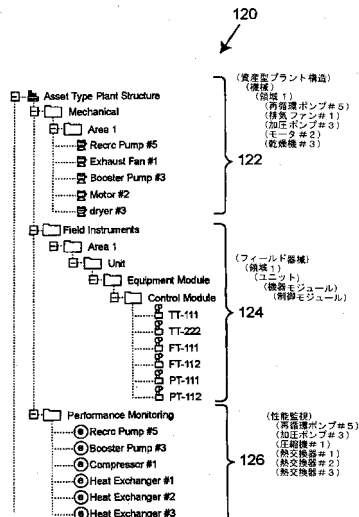 120
Asset Type Plant Structure
Mechanical
Area 1
Recrc Pump #5
Exhaust Fan #1
Booster Pump #3
Motor #2
dryer #3
122
(資産型プラント構造)
(機械)
(領域1)
(再循環ポンプ#5)
(排気ファン#1)
(加圧ポンプ#3)
(モータ#2)
(乾燥機#3)
Field Instruments
Area 1
Unit
Equipment Module
Control Module
TT-111
TT-222
FT-111
FT-112
PT-111
PT-112
124
(フィールド器械)
(領域1)
(ユニット)
(機器モジュール)
(制御モジュール)
Performance Monitoring
Recro Pump #5
Booster Pump #3
Compressor #1
Heat Exchanger #1
Heat Exchanger #2
Heat Exchanger #3
126
(性能監視)
(再循環ポンプ#5)
(加圧ポンプ#3)
(圧縮機#1)
(熱交換器#1)
(熱交換器#2)
(熱交換器#3)